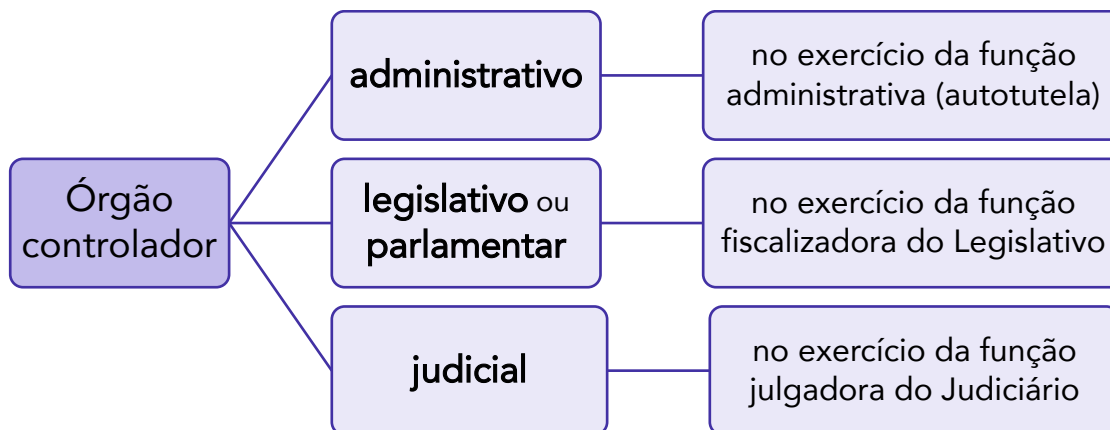 Órgão
controlador
administrativo
no exercício da função
administrativa (autotutela)
legislativo ou
parlamentar
no exercício da função
fiscalizadora do Legislativo
judicial
no exercício da função
julgadora do Judiciário